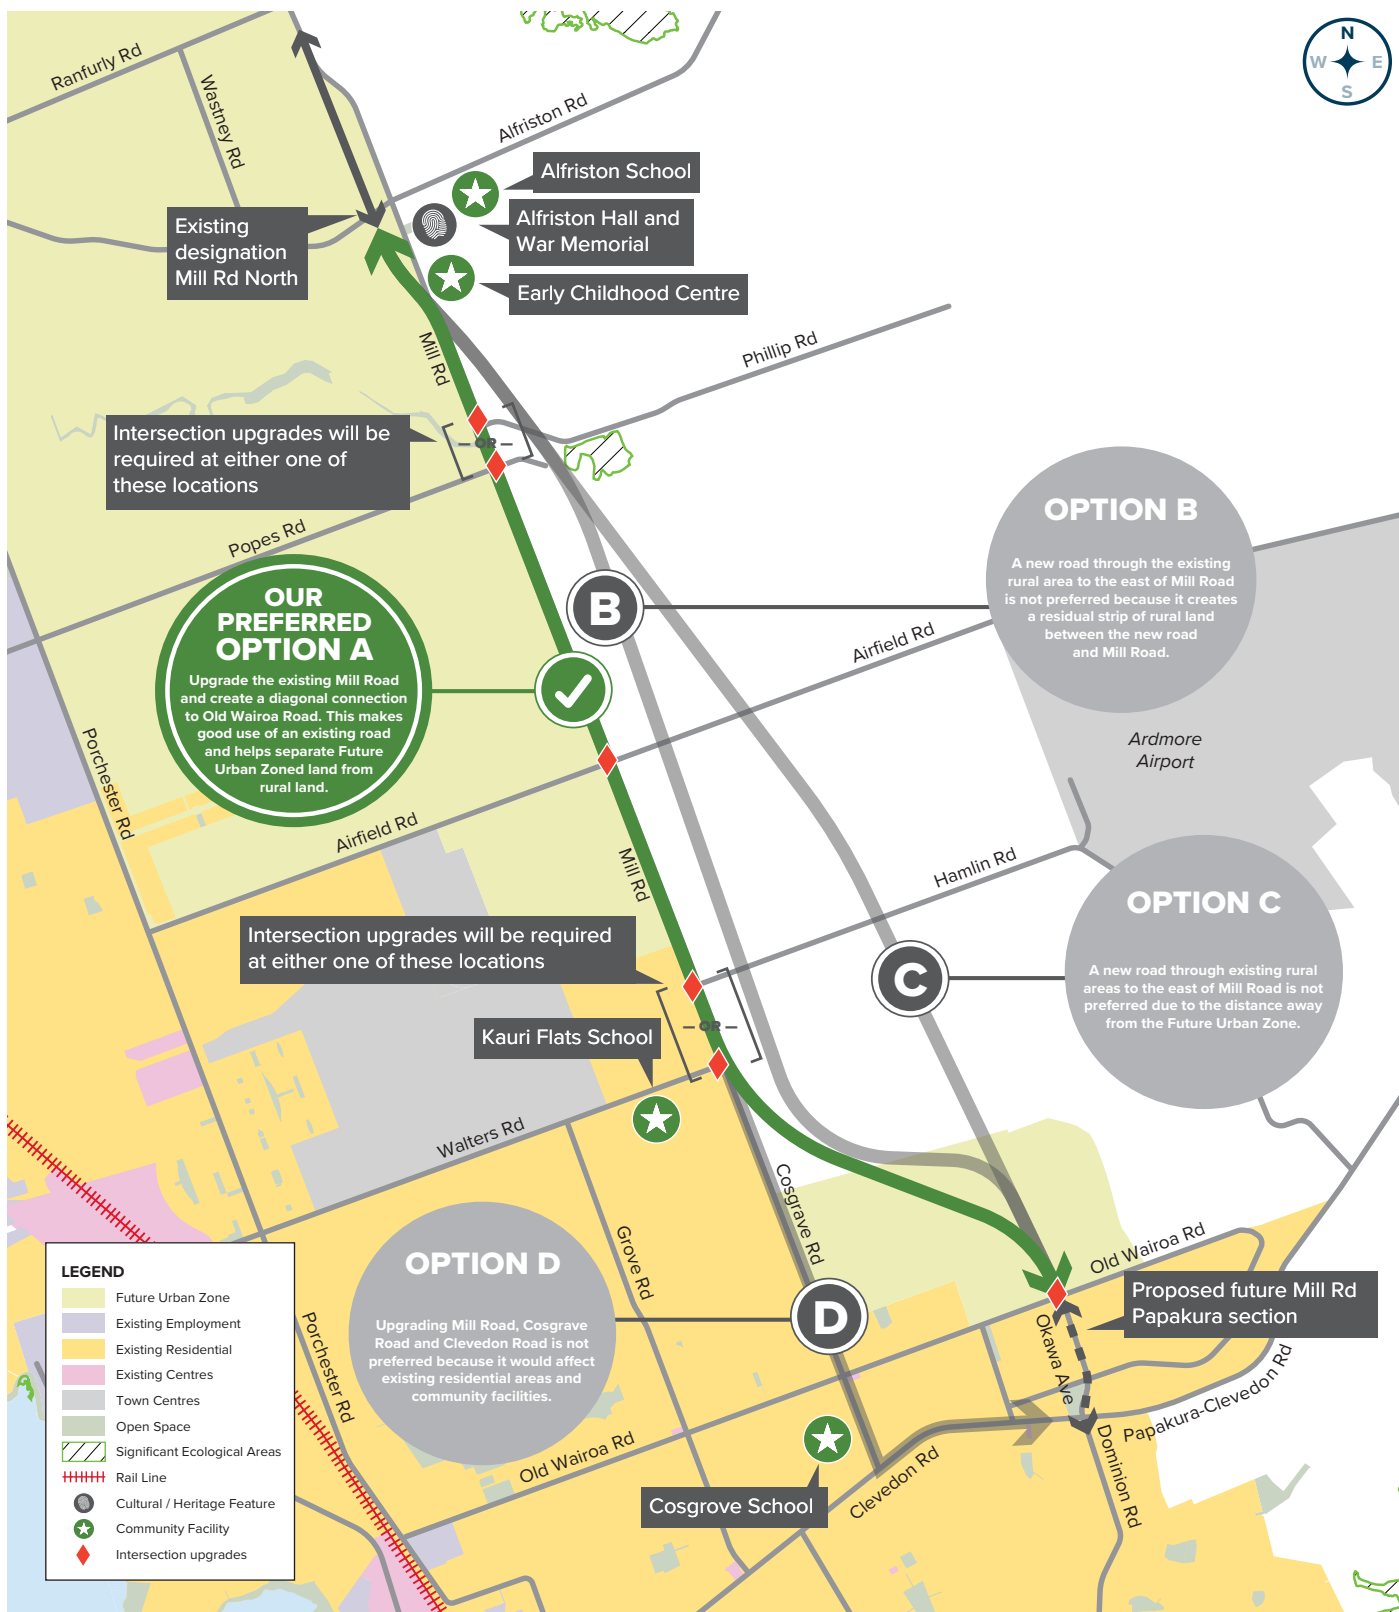 N
W
E
S
Ranfurly Rd
Wastney Rd
Alfriston Rd
Alfriston School
Alfriston Hall and
War Memorial
Early Childhood Centre
Existing
designation
Mill Rd North
Mill Rd
Phillip Rd
Intersection upgrades will be
required at either one of
these locations
– OR –
Popes Rd
OUR
PREFERRED
OPTION A
Upgrade the existing Mill Road
and create a diagonal connection
to Old Wairoa Road. This makes
good use of an existing road
and helps separate Future
Urban Zoned land from
rural land.
B
OPTION B
A new road through the existing
rural area to the east of Mill Road
is not preferred because it creates
a residual strip of rural land
between the new road
and Mill Road.
Airfield Rd
Ardmore
Airport
Porchester Rd
Airfield Rd
Mill Rd
Hamlin Rd
OPTION C
A new road through existing rural
areas to the east of Mill Road is not
preferred due to the distance away
from the Future Urban Zone.
C
Intersection upgrades will be required
at either one of these locations
– OR –
Kauri Flats School
Walters Rd
Cosgrave Rd
Grove Rd
OPTION D
Upgrading Mill Road, Cosgrave
Road and Clevedon Road is not
preferred because it would affect
existing residential areas and
community facilities.
D
Old Wairoa Rd
Proposed future Mill Rd
Papakura section
Okawa Ave
Papakura-Clevedon Rd
Dominion Rd
Clevedon Rd
Old Wairoa Rd
Cosgrove School
Porchester Rd
LEGEND
Future Urban Zone
Existing Employment
Existing Residential
Existing Centres
Town Centres
Open Space
Significant Ecological Areas
Rail Line
Cultural / Heritage Feature
Community Facility
Intersection upgrades